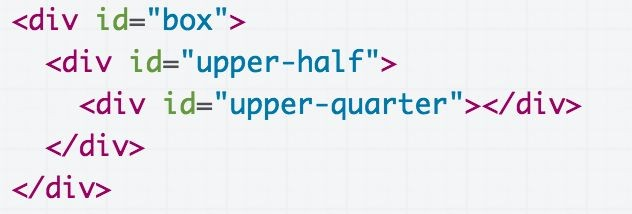 <div id="box">
  <div id="upper-half">
    <div id="upper-quarter"></div>
  </div>
</div>